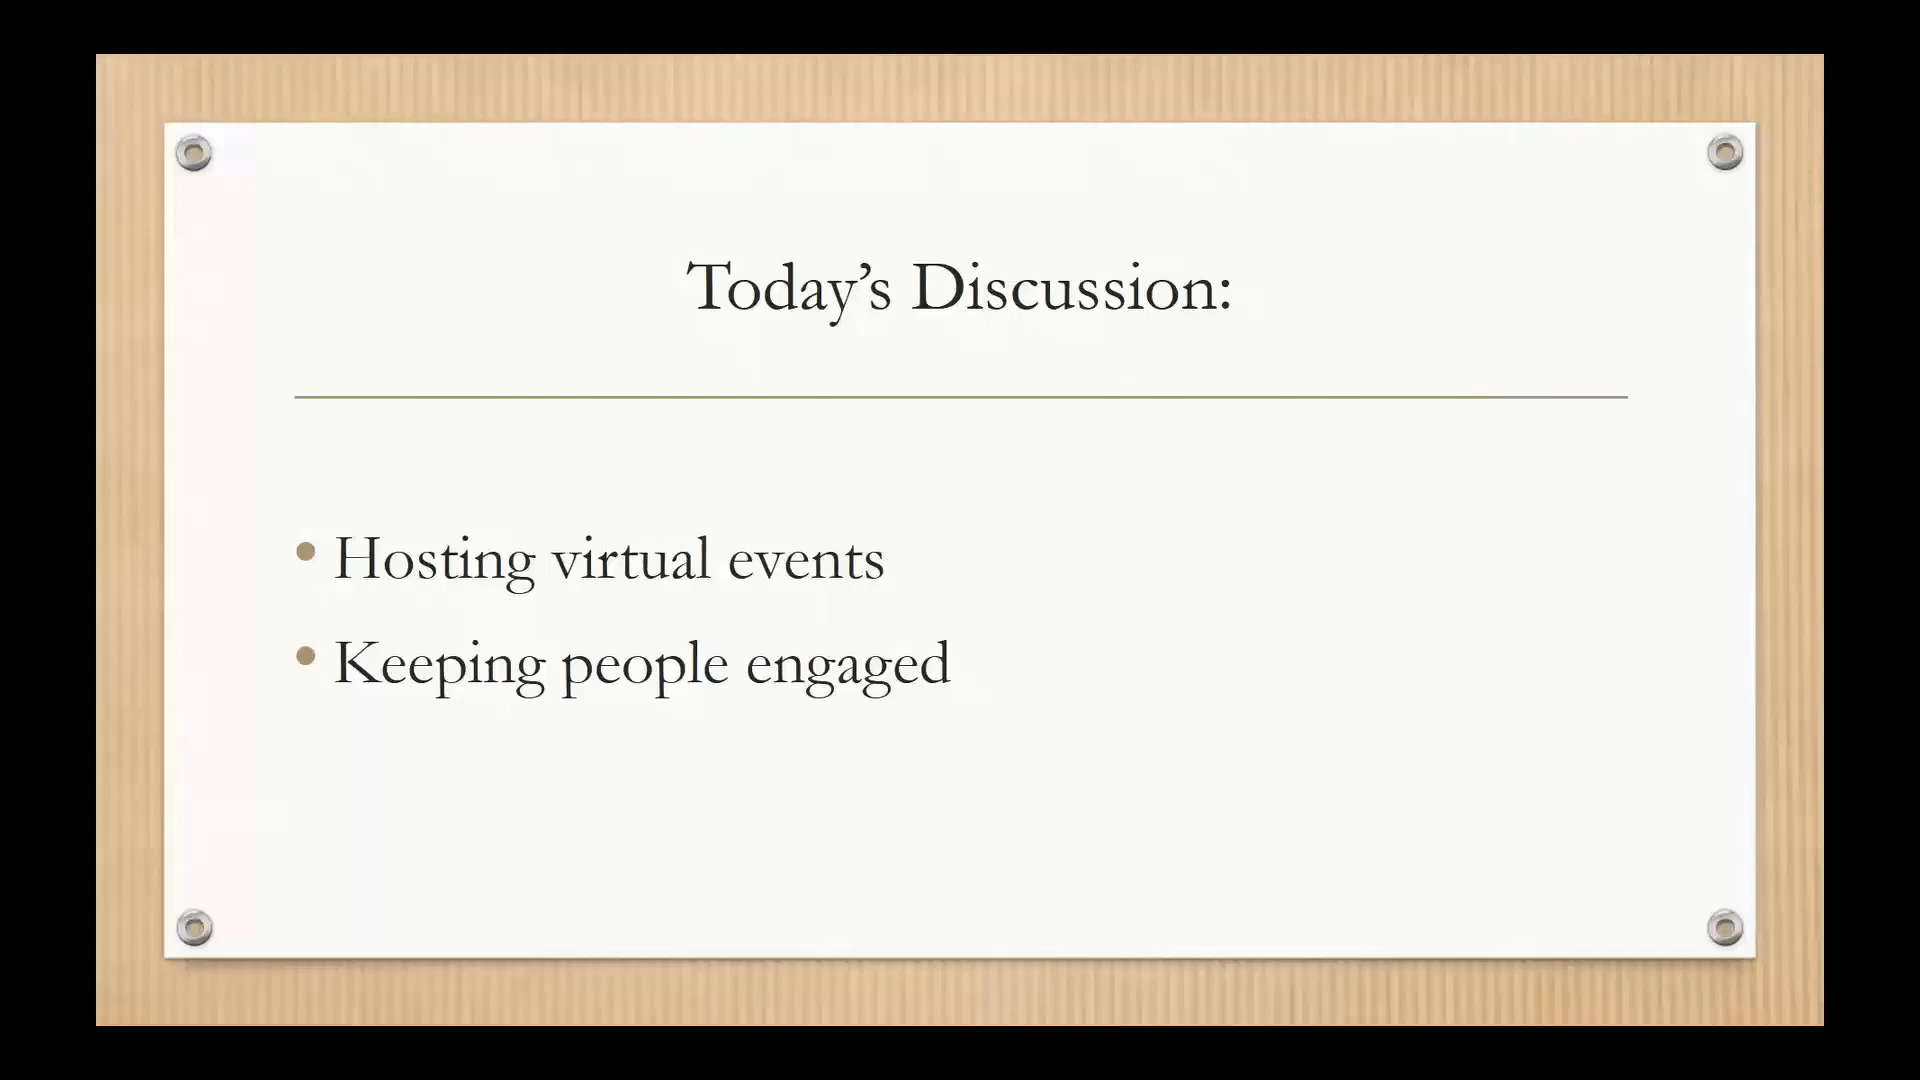 Today’s Discussion:
• Hosting virtual events
• Keeping people engaged